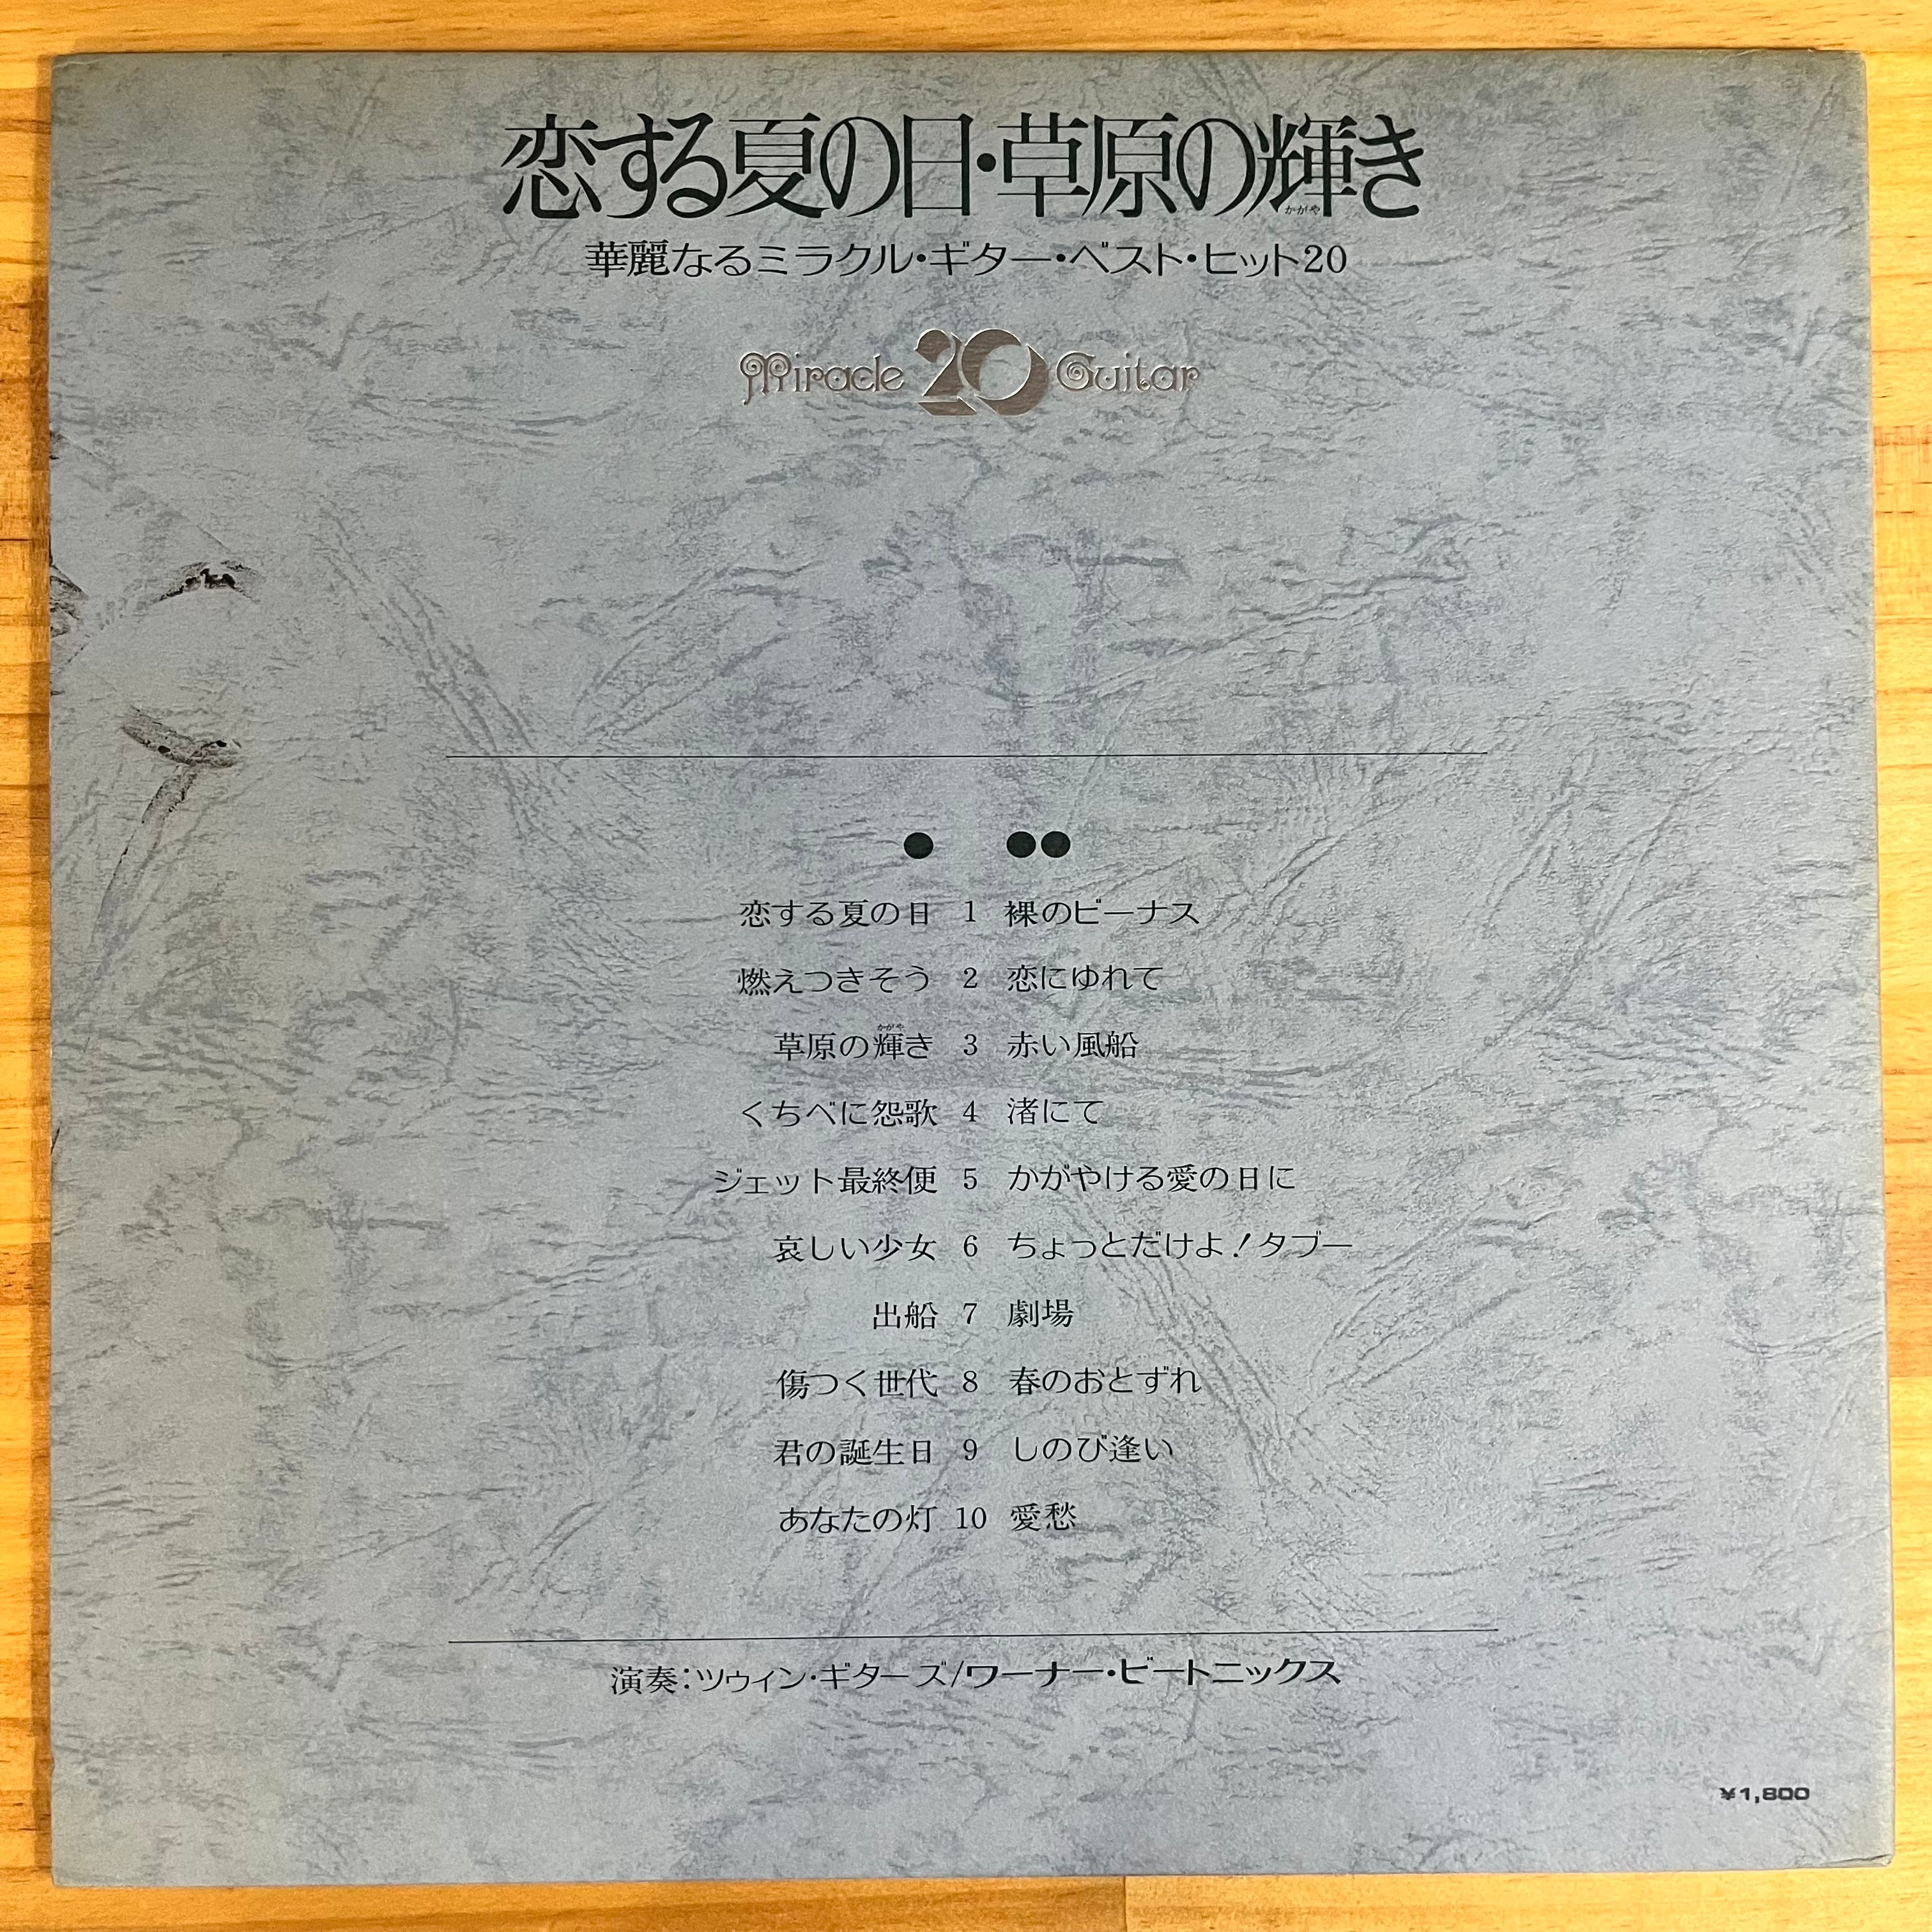 恋する夏の日・草原の輝き
かがや
華麗なるミラクル・ギター・ベスト・ヒット20
Miracle 20 Guitar
● ●●
恋する夏の日 1 裸のビーナス
燃えつきそう 2 恋にゆれて
かがや
草原の輝き 3 赤い風船
くちべに怨歌 4 渚にて
ジェット最終便 5 かがやける愛の日に
哀しい少女 6 ちょっとだけよ！タブー
出船 7 劇場
傷つく世代 8 春のおとずれ
君の誕生日 9 しのび逢い
あなたの灯 10 愛愁
演奏：ツゥィン・ギターズ/ワーナー・ビートニックス
¥1,800